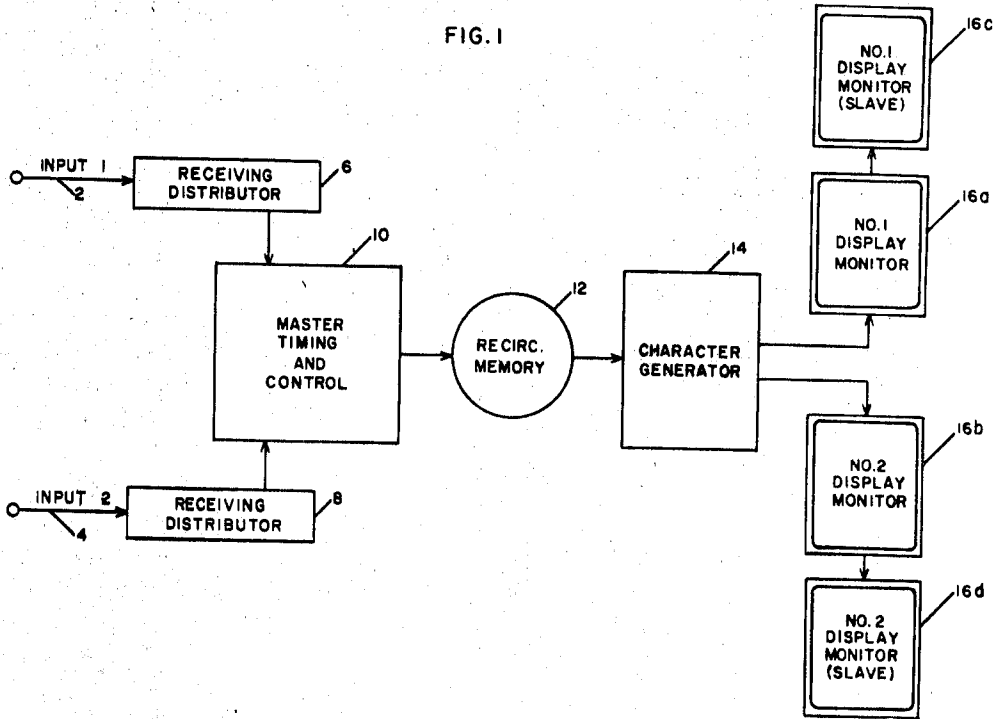 FIG. 1
16c
NO.1
DISPLAY
MONITOR
(SLAVE)
INPUT 1
2
RECEIVING
DISTRIBUTOR
6
16a
NO.1
DISPLAY
MONITOR
10
MASTER
TIMING
AND
CONTROL
12
RECIRC.
MEMORY
14
CHARACTER
GENERATOR
16b
NO.2
DISPLAY
MONITOR
INPUT 2
4
RECEIVING
DISTRIBUTOR
8
16d
NO. 2
DISPLAY
MONITOR
(SLAVE)